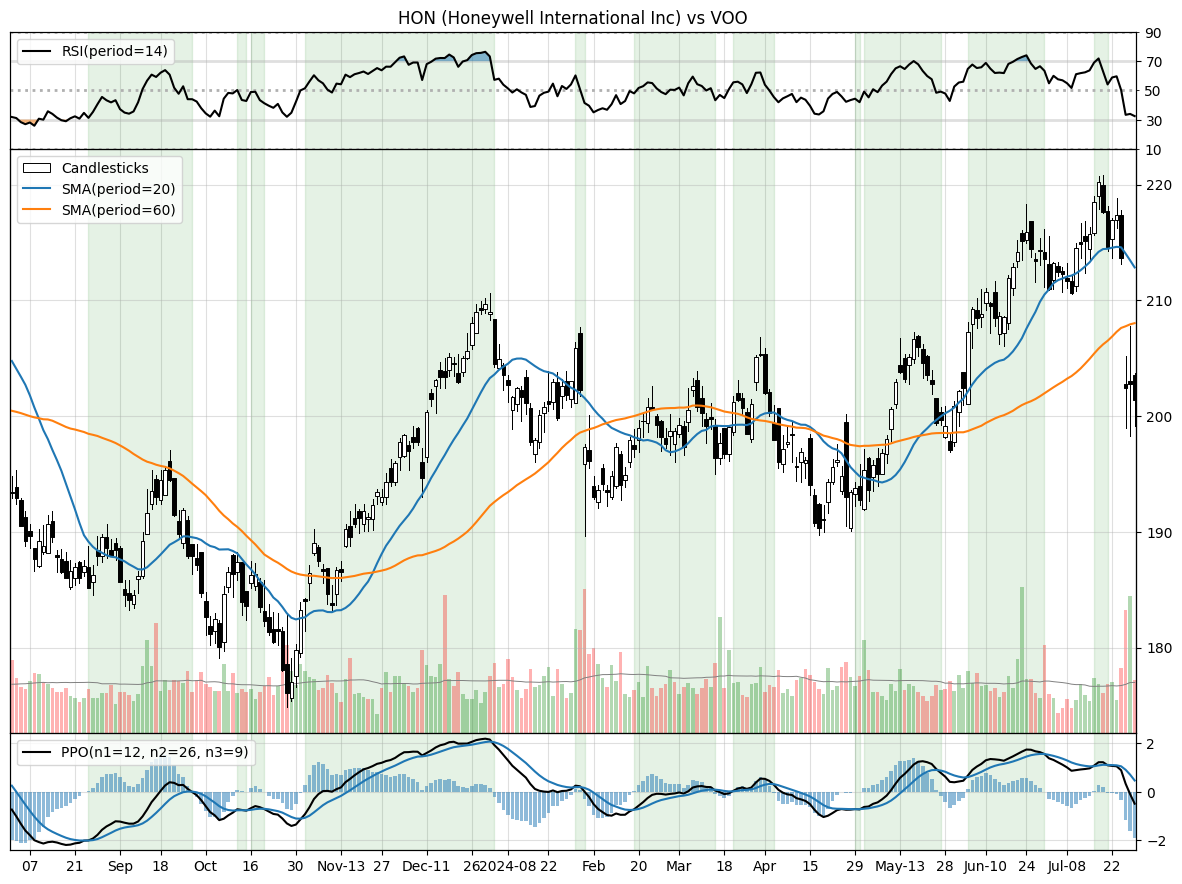 HON (Honeywell International Inc) vs VOO
RSI(period=14)
90
70
50
30
10
Candlesticks
SMA(period=20)
SMA(period=60)
220
210
200
190
180
PPO(n1=12, n2=26, n3=9)
2
0
−2
07 21 Sep 18 Oct 16 30 Nov-13 27 Dec-11 26 2024-08 22 Feb 20 Mar 18 Apr 15 29 May-13 28 Jun-10 24 Jul-08 22